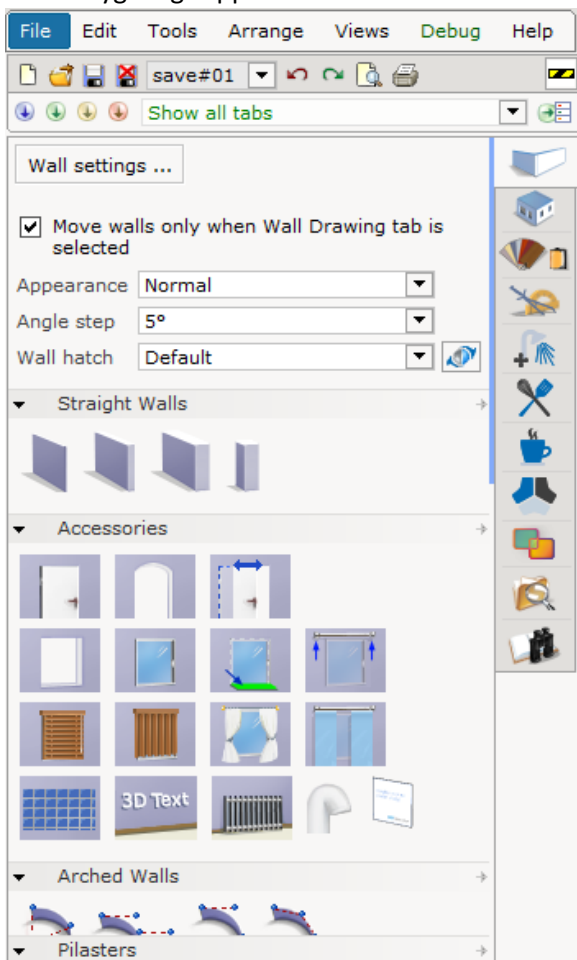 File Edit Tools Arrange Views Debug Help
save#01
Show all tabs
Wall settings ...
Move walls only when Wall Drawing tab is
selected
Appearance Normal
Angle step 5°
Wall hatch Default
Straight Walls
Accessories
3D Text
Arched Walls
Pilasters